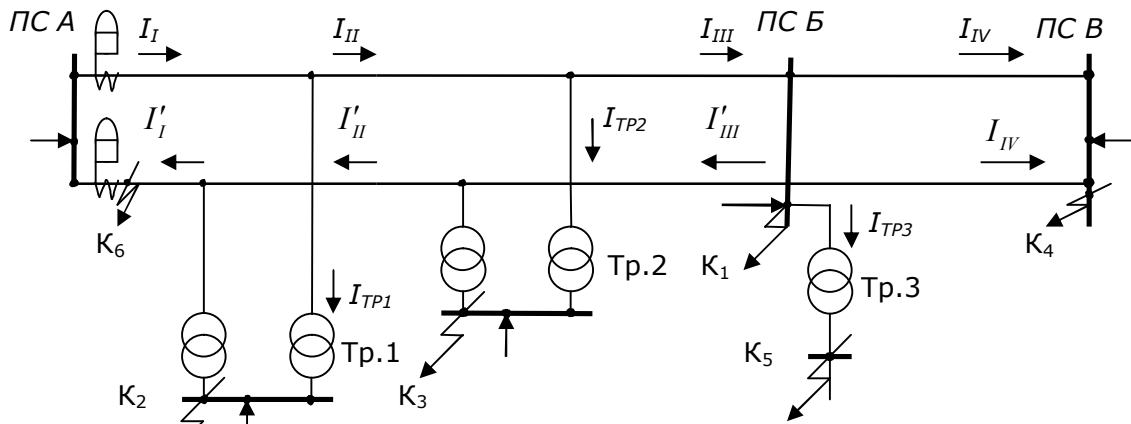 ПС А
I_I
I_II
I_III
ПС Б
I_IV
ПС В
I'_I
I'_II
I_ТР2
I'_III
I_IV
К₆
К₁
I_ТР3
К₄
Тр.2
Тр.3
I_ТР1
Тр.1
К₅
К₂
К₃